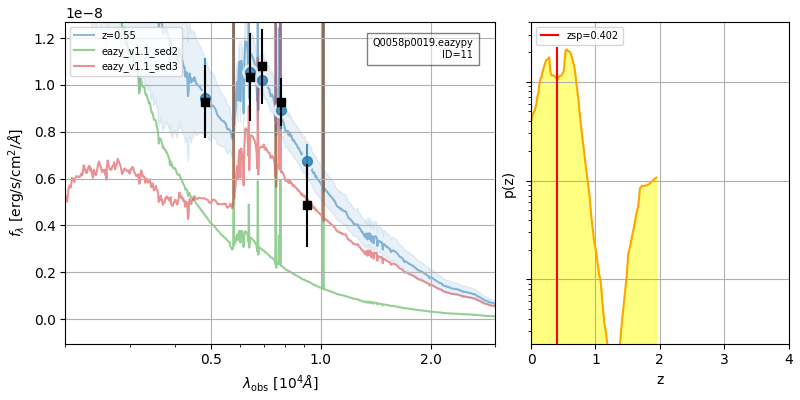 1e−8
z=0.55
eazy_v1.1_sed2
eazy_v1.1_sed3
Q0058p0019.eazypy
ID=11
1.2
1.0
0.8
0.6
0.4
0.2
0.0
f_λ [erg/s/cm²/Å]
0.5 1.0 2.0
λ_obs [10⁴Å]
zsp=0.402
p(z)
0 1 2 3 4
z